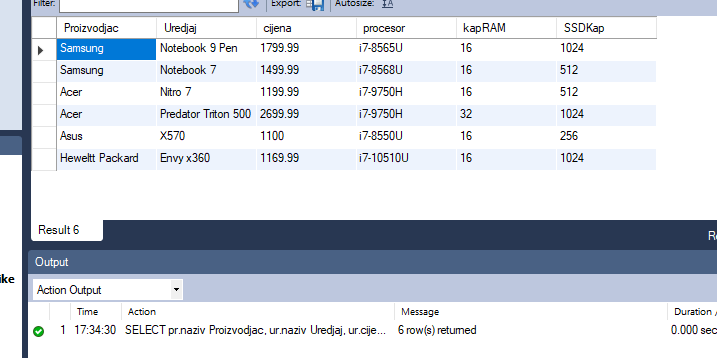 Filter: Export: Autosize: IA
Proizvodjac Uredjaj cijena procesor kapRAM SSDKap
Samsung Notebook 9 Pen 1799.99 i7-8565U 16 1024
Samsung Notebook 7 1499.99 i7-8568U 16 512
Acer Nitro 7 1199.99 i7-9750H 16 512
Acer Predator Triton 500 2699.99 i7-9750H 32 1024
Asus X570 1100 i7-8550U 16 256
Heweltt Packard Envy x360 1169.99 i7-10510U 16 1024
Result 6
Re
Output
ike
Action Output
Time Action Message Duration /
1 17:34:30 SELECT pr.naziv Proizvodjac, ur.naziv Uredjaj, ur.cije... 6 row(s) returned 0.000 sec